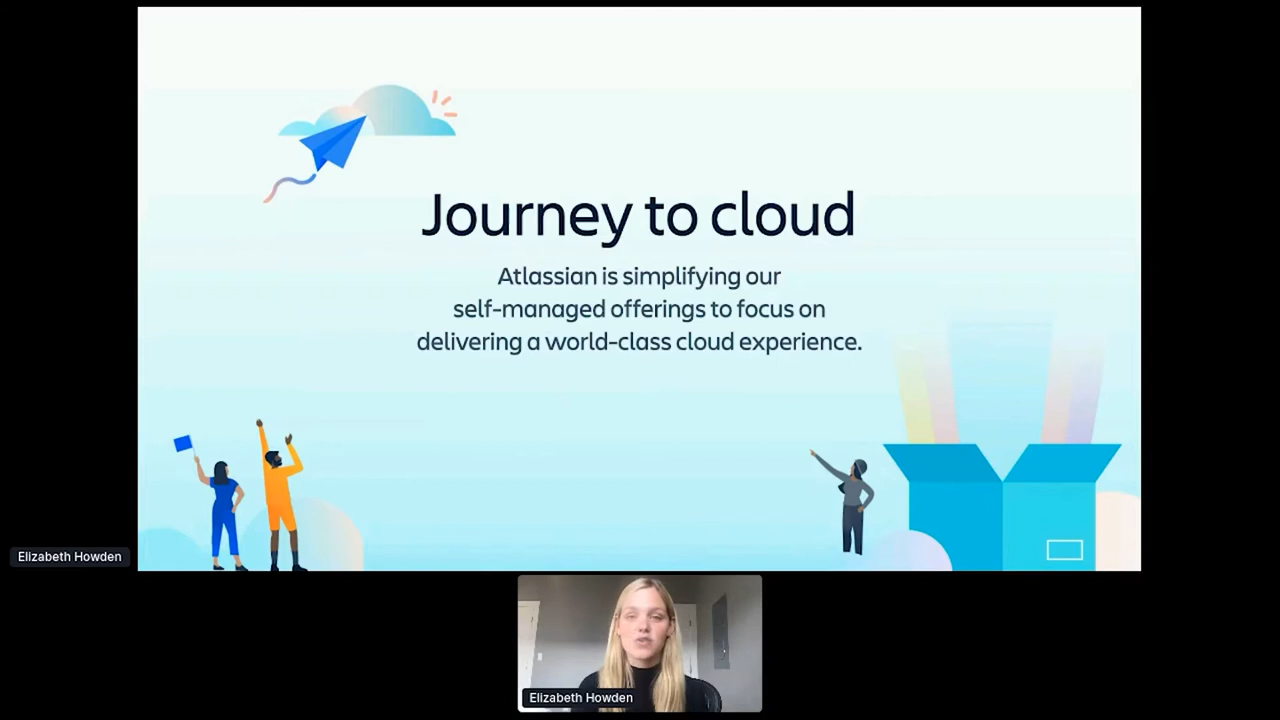 Journey to cloud
Atlassian is simplifying our
self-managed offerings to focus on
delivering a world-class cloud experience.
Elizabeth Howden
Elizabeth Howden